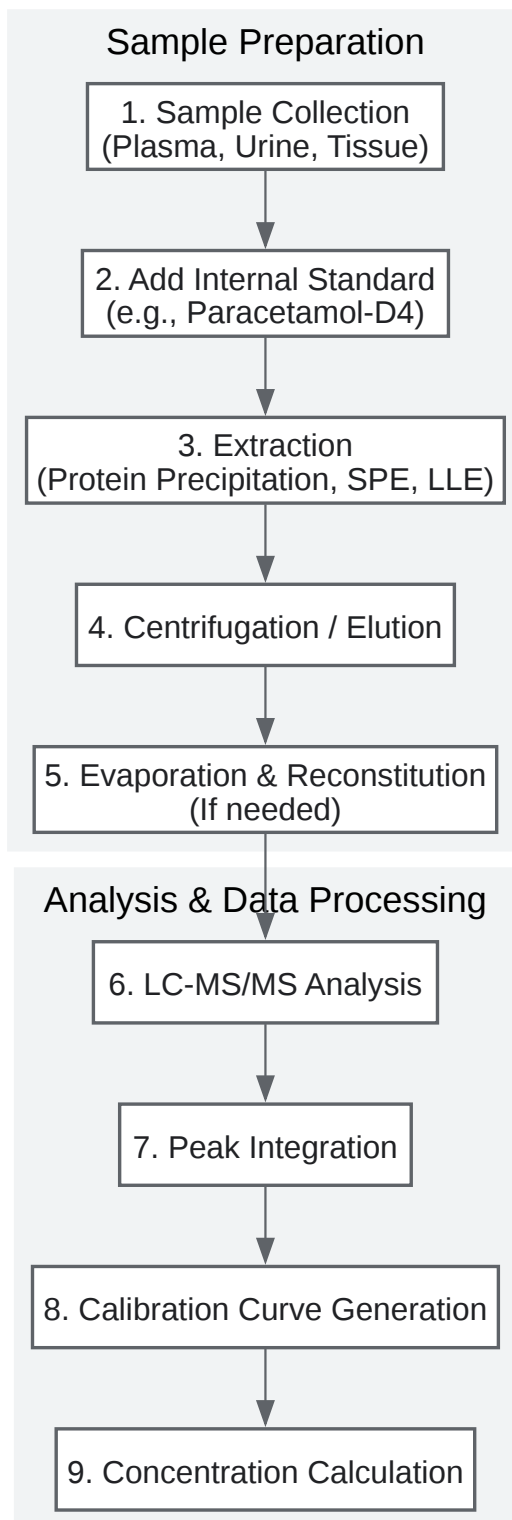 Sample Preparation
1. Sample Collection
(Plasma, Urine, Tissue)
2. Add Internal Standard
(e.g., Paracetamol-D4)
3. Extraction
(Protein Precipitation, SPE, LLE)
4. Centrifugation / Elution
5. Evaporation & Reconstitution
(If needed)
Analysis & Data Processing
6. LC-MS/MS Analysis
7. Peak Integration
8. Calibration Curve Generation
9. Concentration Calculation